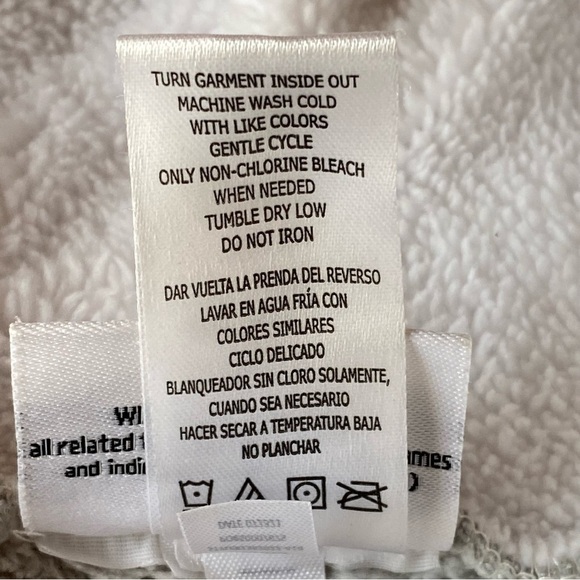 TURN GARMENT INSIDE OUT
MACHINE WASH COLD
WITH LIKE COLORS
GENTLE CYCLE
ONLY NON-CHLORINE BLEACH
WHEN NEEDED
TUMBLE DRY LOW
DO NOT IRON
DAR VUELTA LA PRENDA DEL REVERSO
LAVAR EN AGUA FRÍA CON
COLORES SIMILARES
CICLO DELICADO
BLANQUEADOR SIN CLORO SOLAMENTE,
CUANDO SEA NECESARIO
HACER SECAR A TEMPERATURA BAJA
NO PLANCHAR
all related
and